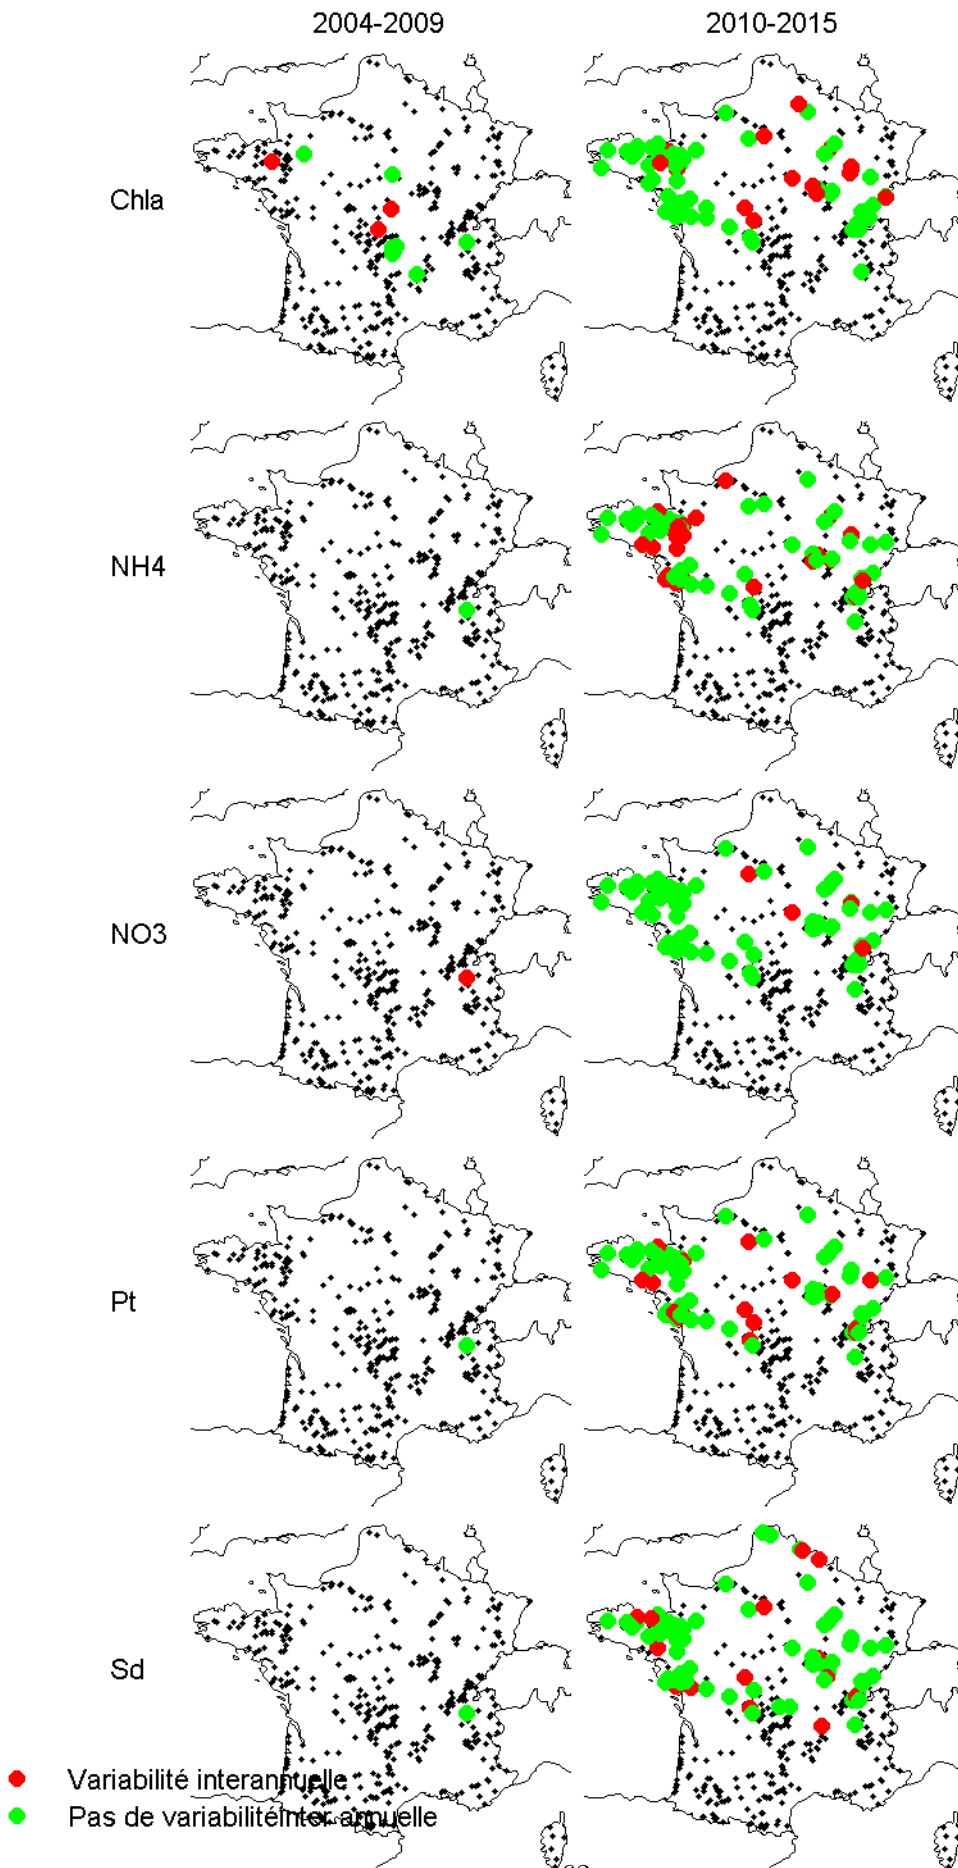 2004-2009 2010-2015
Chla
NH4
NO3
Pt
Sd
Variabilité interannuelle
Pas de variabilitéinter annuelle